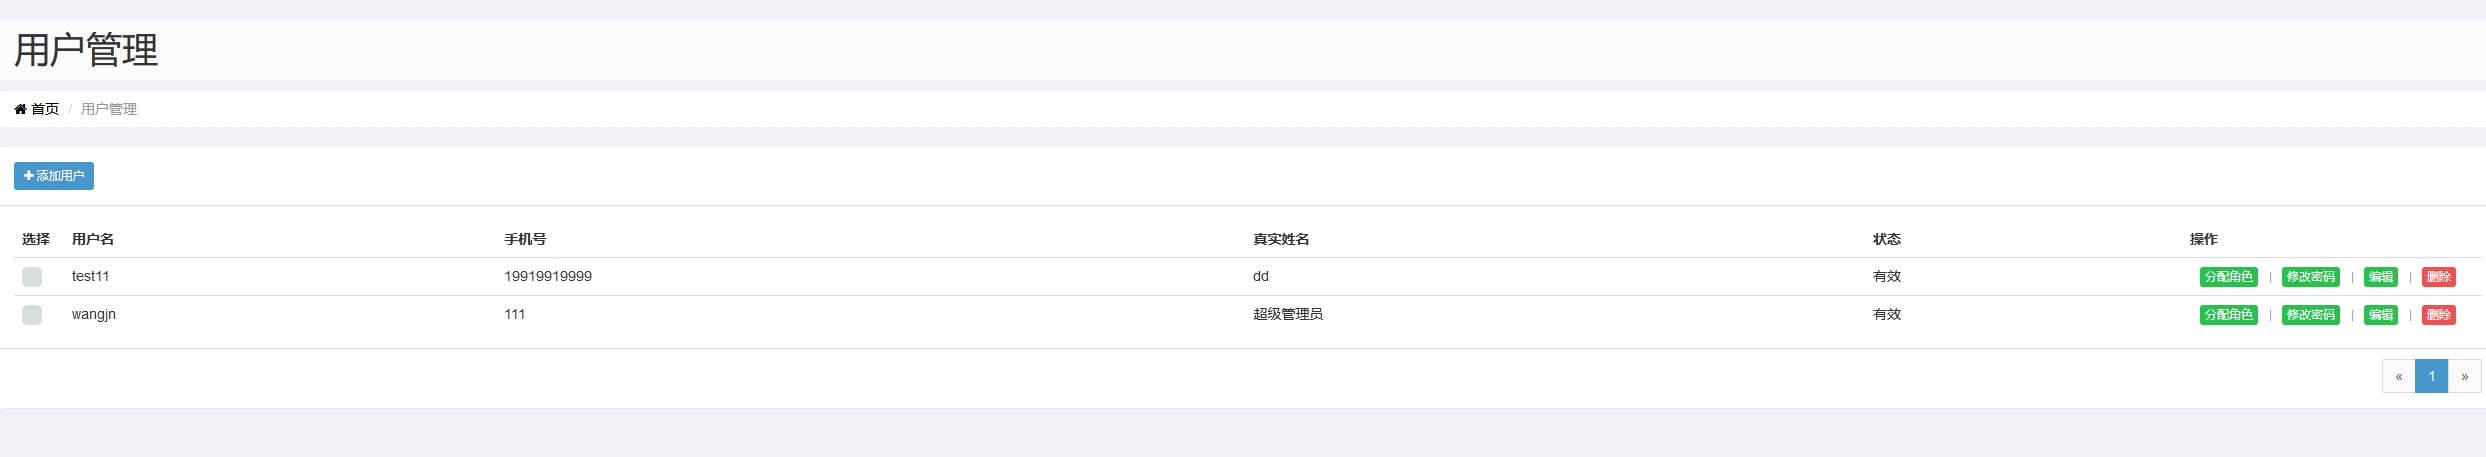 用户管理
首页 / 用户管理
添加用户
选择 用户名 手机号 真实姓名 状态 操作
test11 19919919999 dd 有效 分配角色 | 修改密码 | 编辑 | 删除
wangjn 111 超级管理员 有效 分配角色 | 修改密码 | 编辑 | 删除
« 1 »